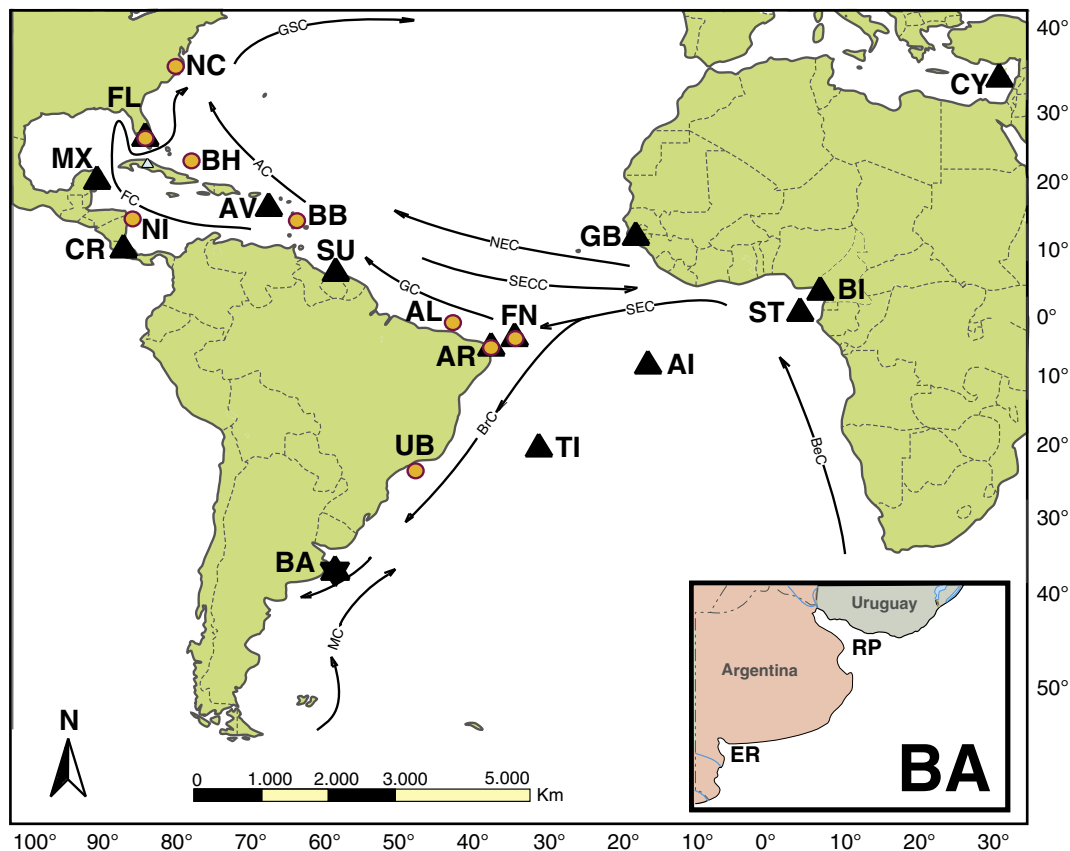 GSC
40°
NC
CY
FL
30°
BH
MX
AC
20°
FC
AV
BB
NI
GB
NEC
CR
SU
10°
SECC
BI
GC
AL
FN
SEC
ST
0°
AR
AI
10°
BrC
UB
TI
BeC
20°
30°
BA
40°
Uruguay
MC
RP
Argentina
50°
N
ER
BA
0 1.000 2.000 3.000 5.000
Km
100° 90° 80° 70° 60° 50° 40° 30° 20° 10° 0° 10° 20° 30°